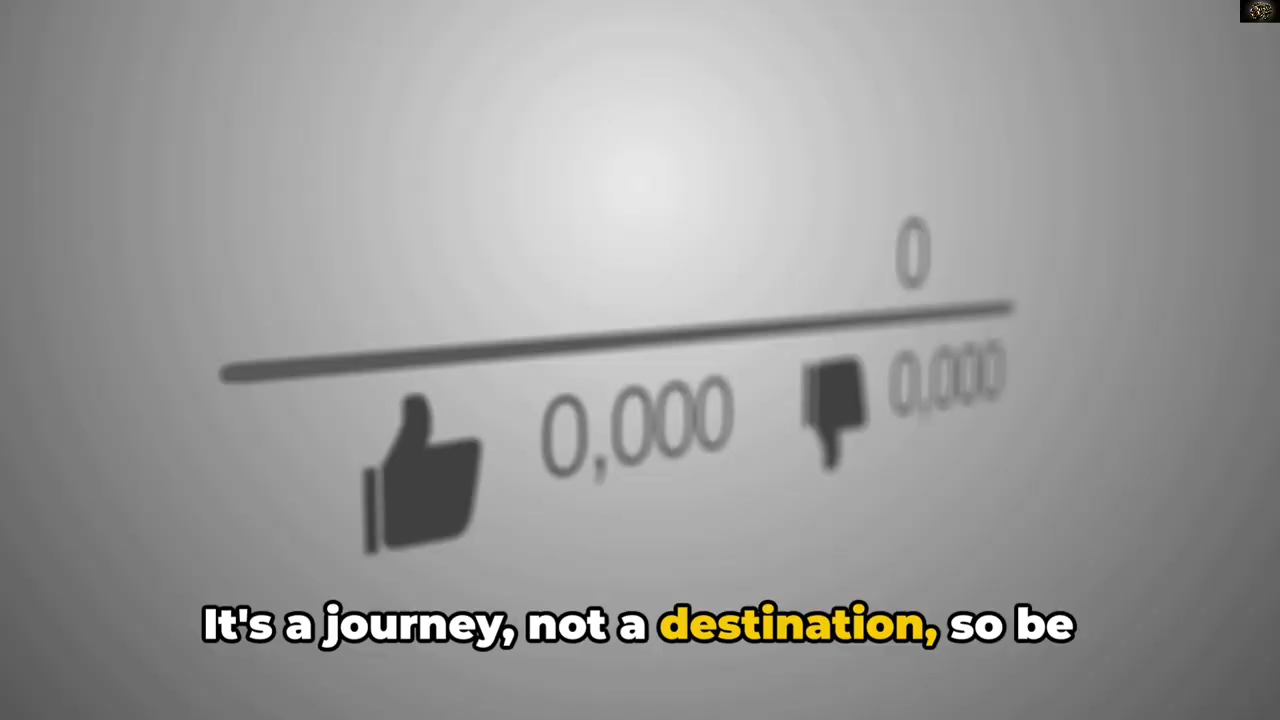 0
0,000 0,000
It's a journey, not a destination, so be